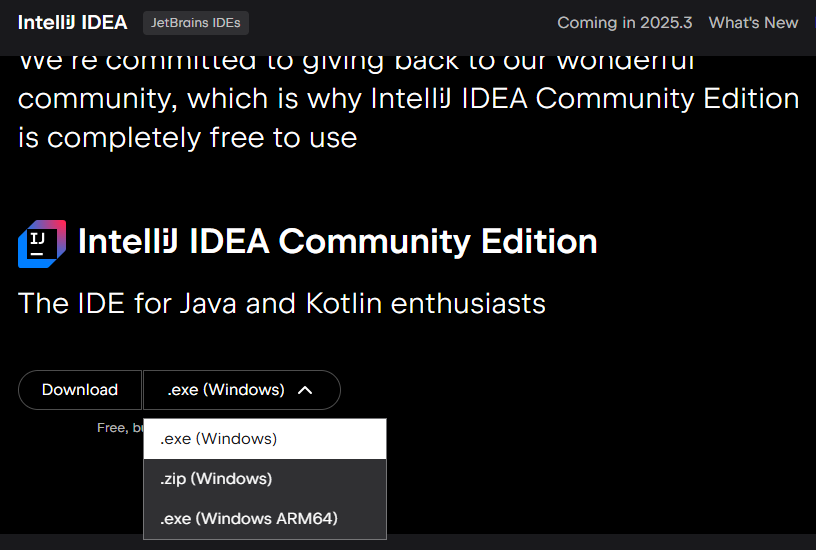 IntelliJ IDEA JetBrains IDEs Coming in 2025.3 What's New
We're committed to giving back to our wonderful
community, which is why IntelliJ IDEA Community Edition
is completely free to use
IJ
IntelliJ IDEA Community Edition
The IDE for Java and Kotlin enthusiasts
Download .exe (Windows)
Free,
.exe (Windows)
.zip (Windows)
.exe (Windows ARM64)